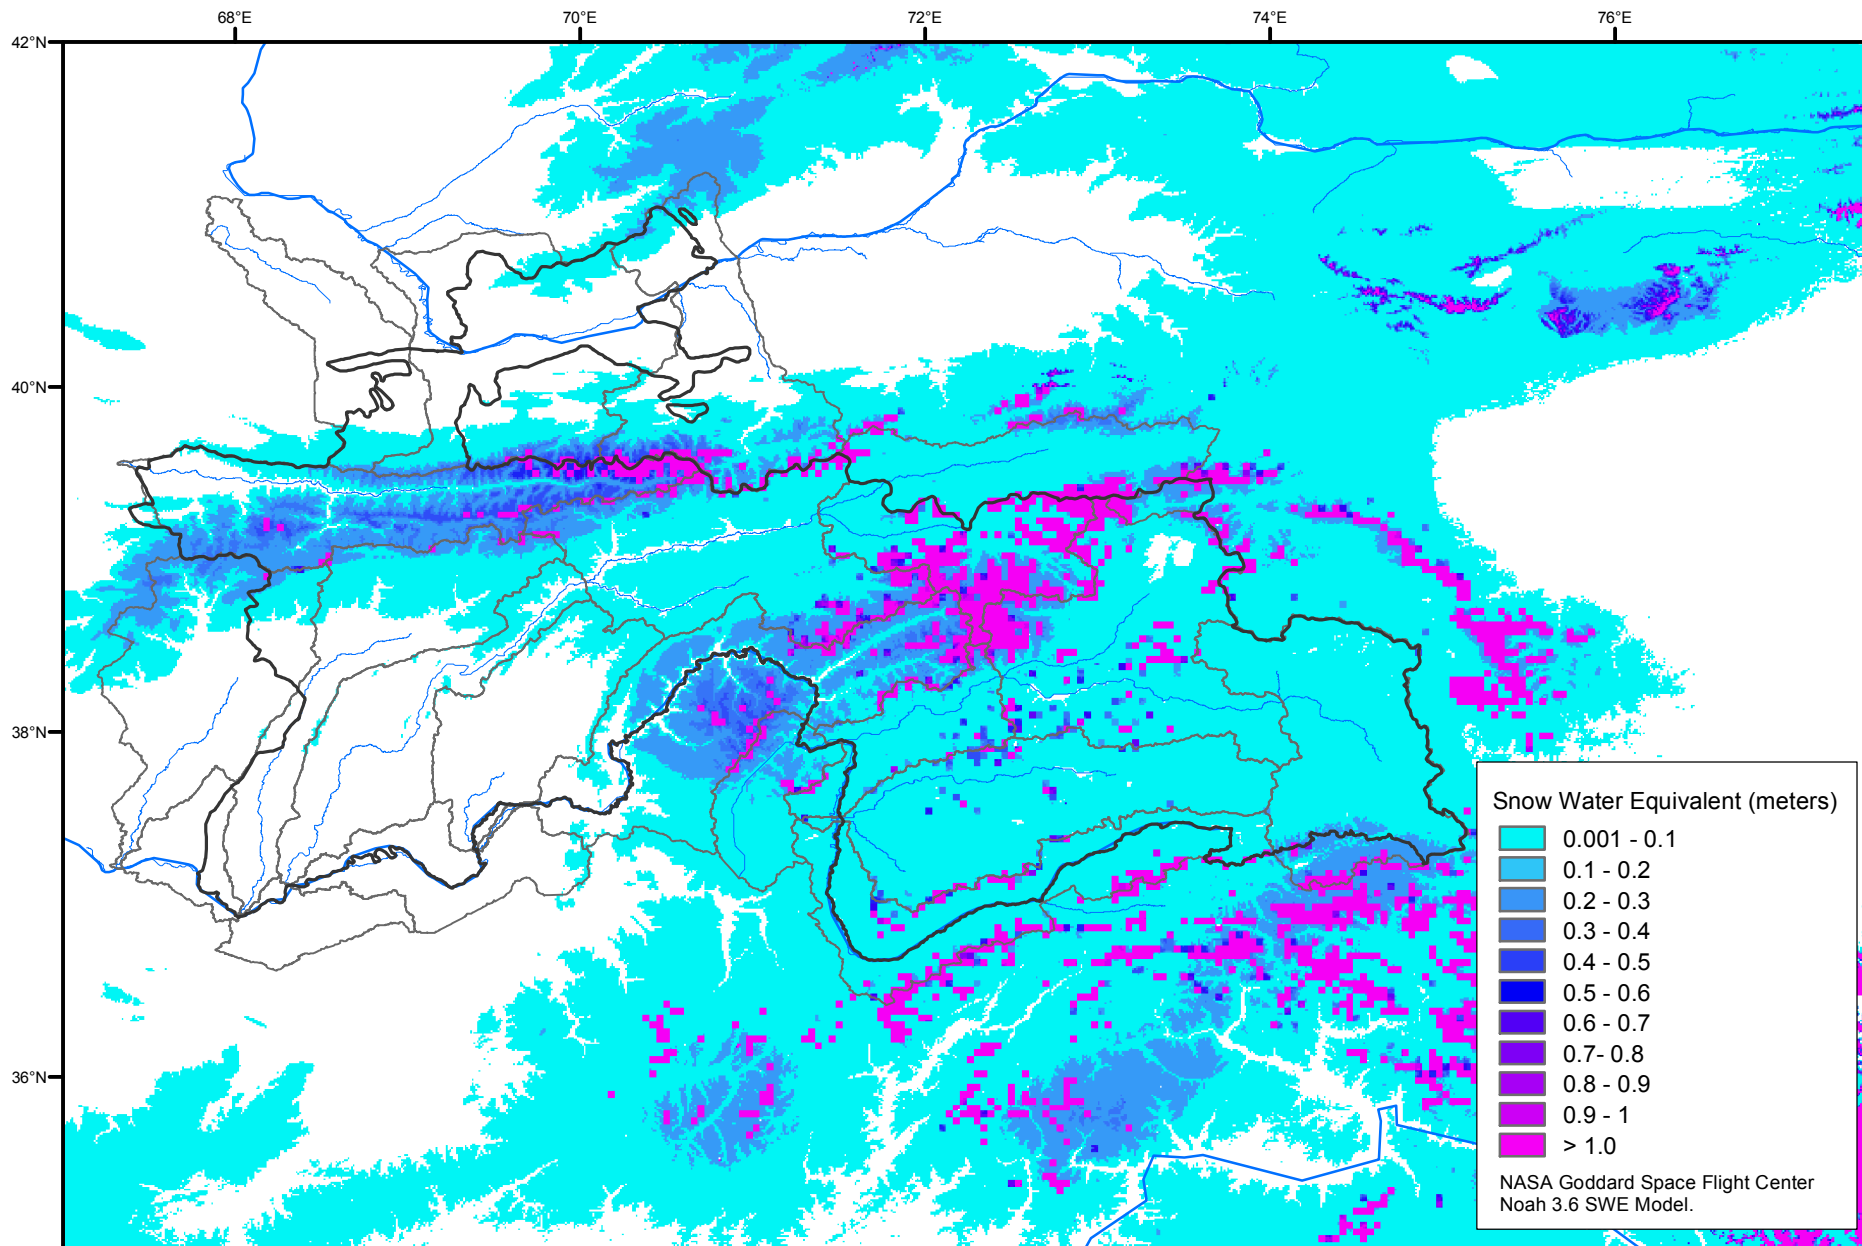 68°E 70°E 72°E 74°E 76°E
42°N
40°N
38°N
36°N
Snow Water Equivalent (meters)
0.001 - 0.1
0.1 - 0.2
0.2 - 0.3
0.3 - 0.4
0.4 - 0.5
0.5 - 0.6
0.6 - 0.7
0.7- 0.8
0.8 - 0.9
0.9 - 1
> 1.0
NASA Goddard Space Flight Center
Noah 3.6 SWE Model.